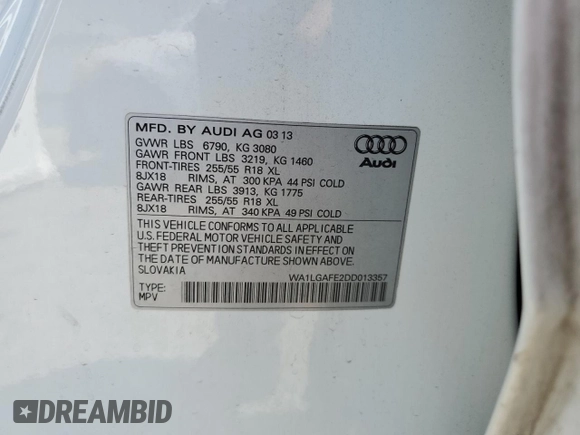 MFD. BY AUDI AG 03 13
GVWR LBS 6790, KG 3080
GAWR FRONT LBS 3219, KG 1460
FRONT-TIRES 255/55 R18 XL
8JX18 RIMS, AT 300 KPA 44 PSI COLD
GAWR REAR LBS 3913, KG 1775
REAR-TIRES 255/55 R18 XL
8JX18 RIMS, AT 340 KPA 49 PSI COLD
Audi
THIS VEHICLE CONFORMS TO ALL APPLICABLE
U.S. FEDERAL MOTOR VEHICLE SAFETY AND
THEFT PREVENTION STANDARDS IN EFFECT ON
THE DATE OF MANUFACTURE SHOWN ABOVE.
SLOVAKIA WA1LGAFE2DD013357
TYPE:
MPV
DREAMBID